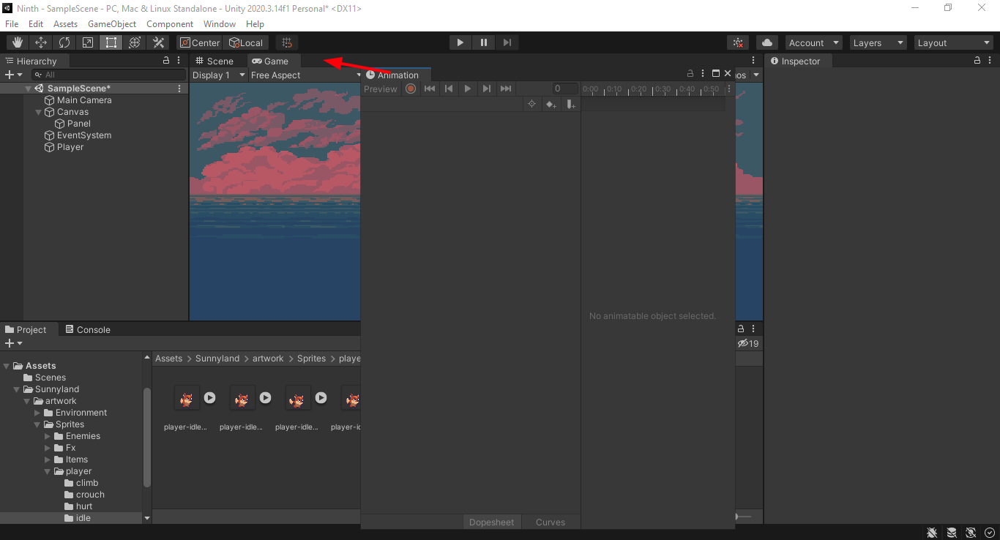 Ninth - SampleScene - PC, Mac & Linux Standalone - Unity 2020.3.14f1 Personal* <DX11>
File Edit Assets GameObject Component Window Help
Center Local Account Layers Layout
Hierarchy Scene Game Inspector
All Display 1 Free Aspect Animation os
SampleScene* Preview 0 0:00 0:10 0:20 0:30 0:40 0:50
Main Camera
Canvas
Panel
EventSystem
Player
No animatable object selected.
Project Console
19
Assets > Sunnyland > artwork > Sprites > playe
Assets
Scenes
Sunnyland
artwork
Environment
Sprites
player-idle... player-idle... player-idle... player-id
Enemies
Fx
Items
player
climb
crouch
hurt
idle
Dopesheet Curves